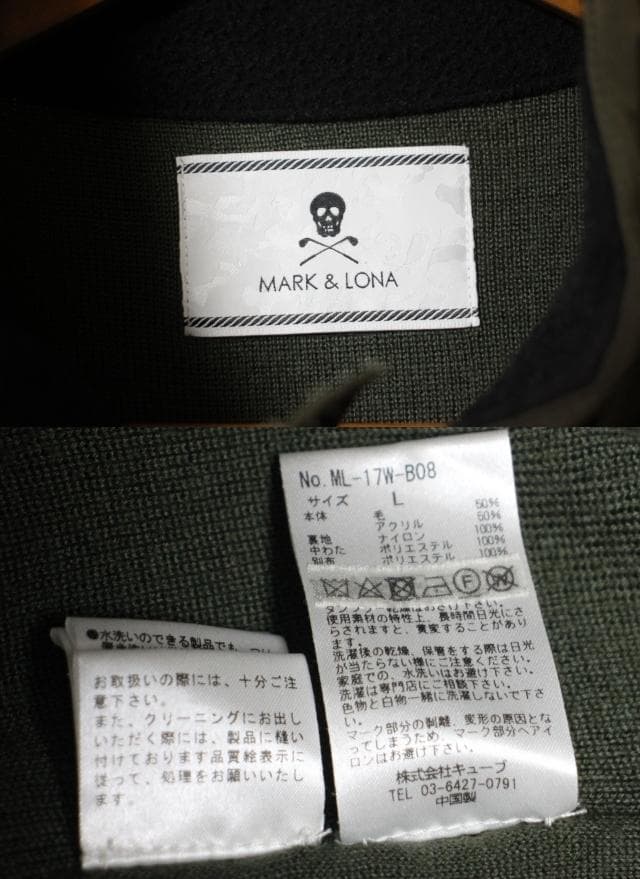 MARK & LONA
No.ML-17W-B08
サイズ L
本体 毛 50%
アクリル 50%
裏地 ナイロン 100%
中わた ポリエステル 100%
別布 ポリエステル 100%
F
タンブラー乾燥はお避け下さい。
使用素材の特性上、長時間日光にさ
らされますと、黄変することがあり
ます。
洗濯後の乾燥、保管をする際は日光
が当たらない様にご注意ください。
家庭での、水洗いはお避け下さい。
洗濯は専門店にご相談下さい。
色物と白物一緒に洗濯しないで下さ
い。
マーク部分の剥離、変形の原因とな
ってしまうため、マーク部分へアイ
ロンはお避け下さい。
株式会社キューブ
TEL 03-6427-0791
中国製
●水洗いのできる製品でも、
お取扱いの際には、十分ご注
意下さい。
また、クリーニングにお出し
いただく際には、製品に縫い
付けております品質絵表示に
従って、処理をお願いいたし
ます。